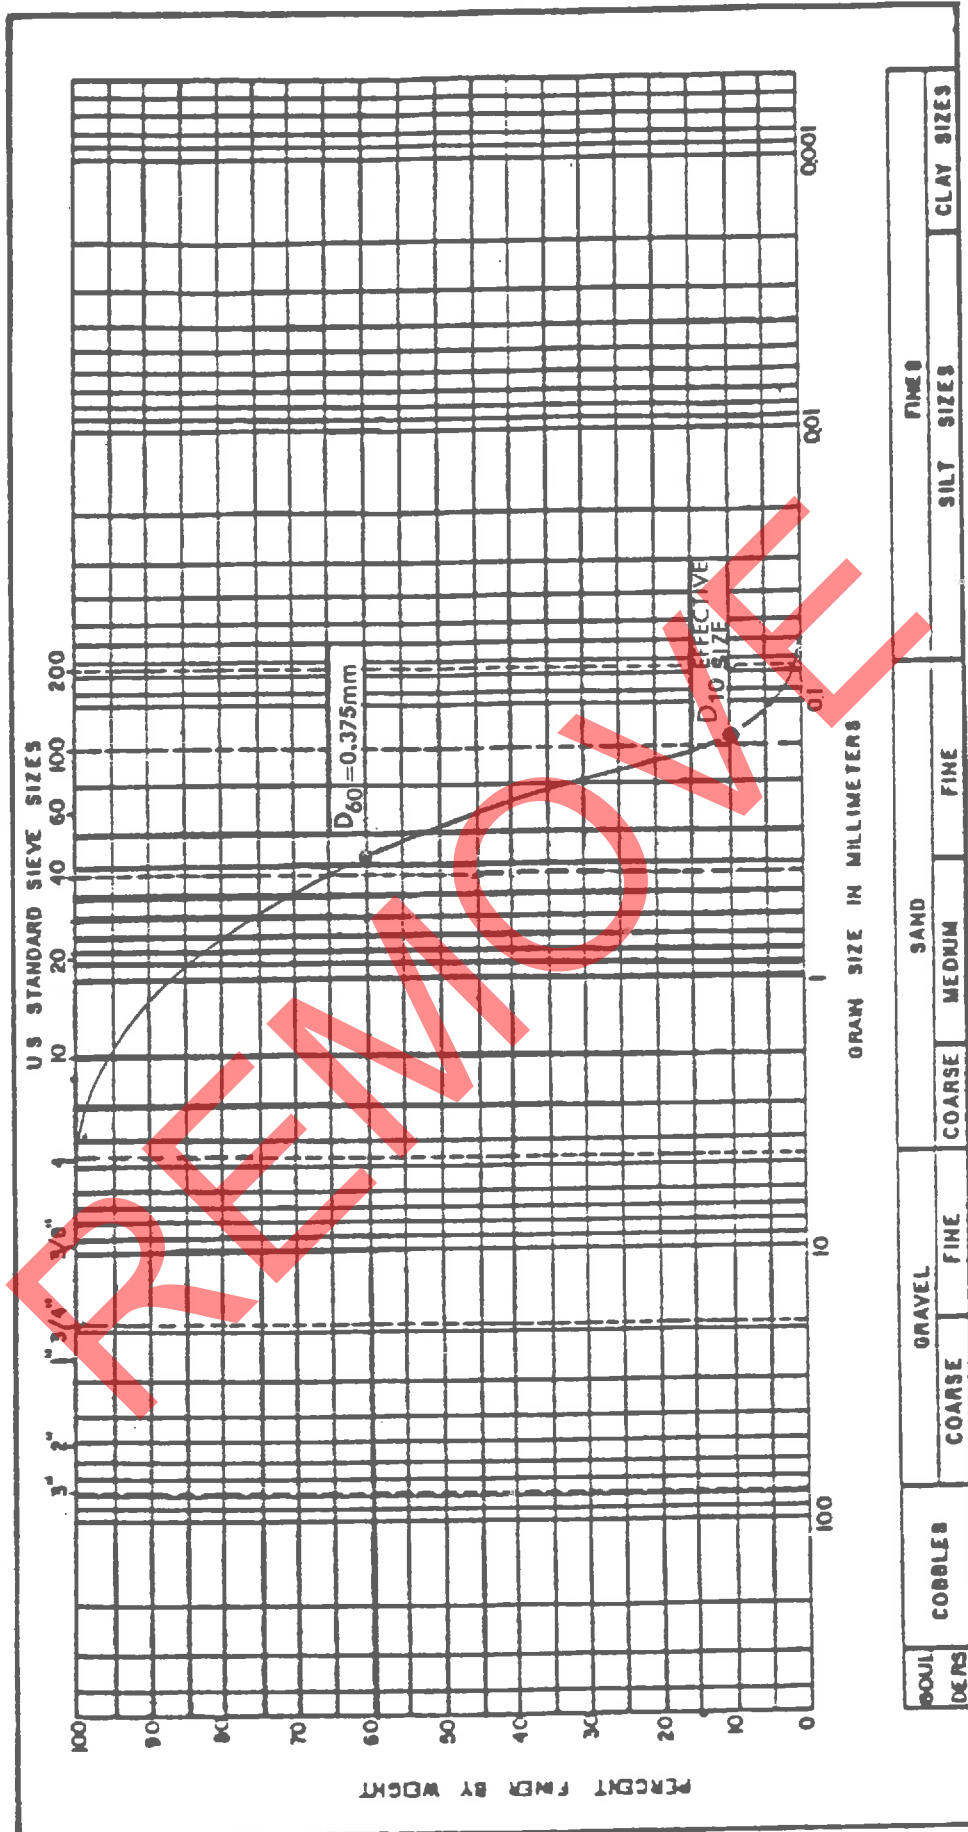 US STANDARD SIEVE SIZES
3" 2" 1" 3/4" 3/8" 4 10 20 40 60 100 200
PERCENT FINER BY WEIGHT
100
90
80
70
60
50
40
30
20
10
0
D60=0.375mm
D10 EFFECTIVE
SIZE
100 10 1 0.1 0.01 0.001
GRAIN SIZE IN MILLIMETERS
BOUL
DERS
COBBLES
GRAVEL
COARSE FINE
SAND
COARSE MEDIUM FINE
FINES
SILT SIZES CLAY SIZES
REMOVE